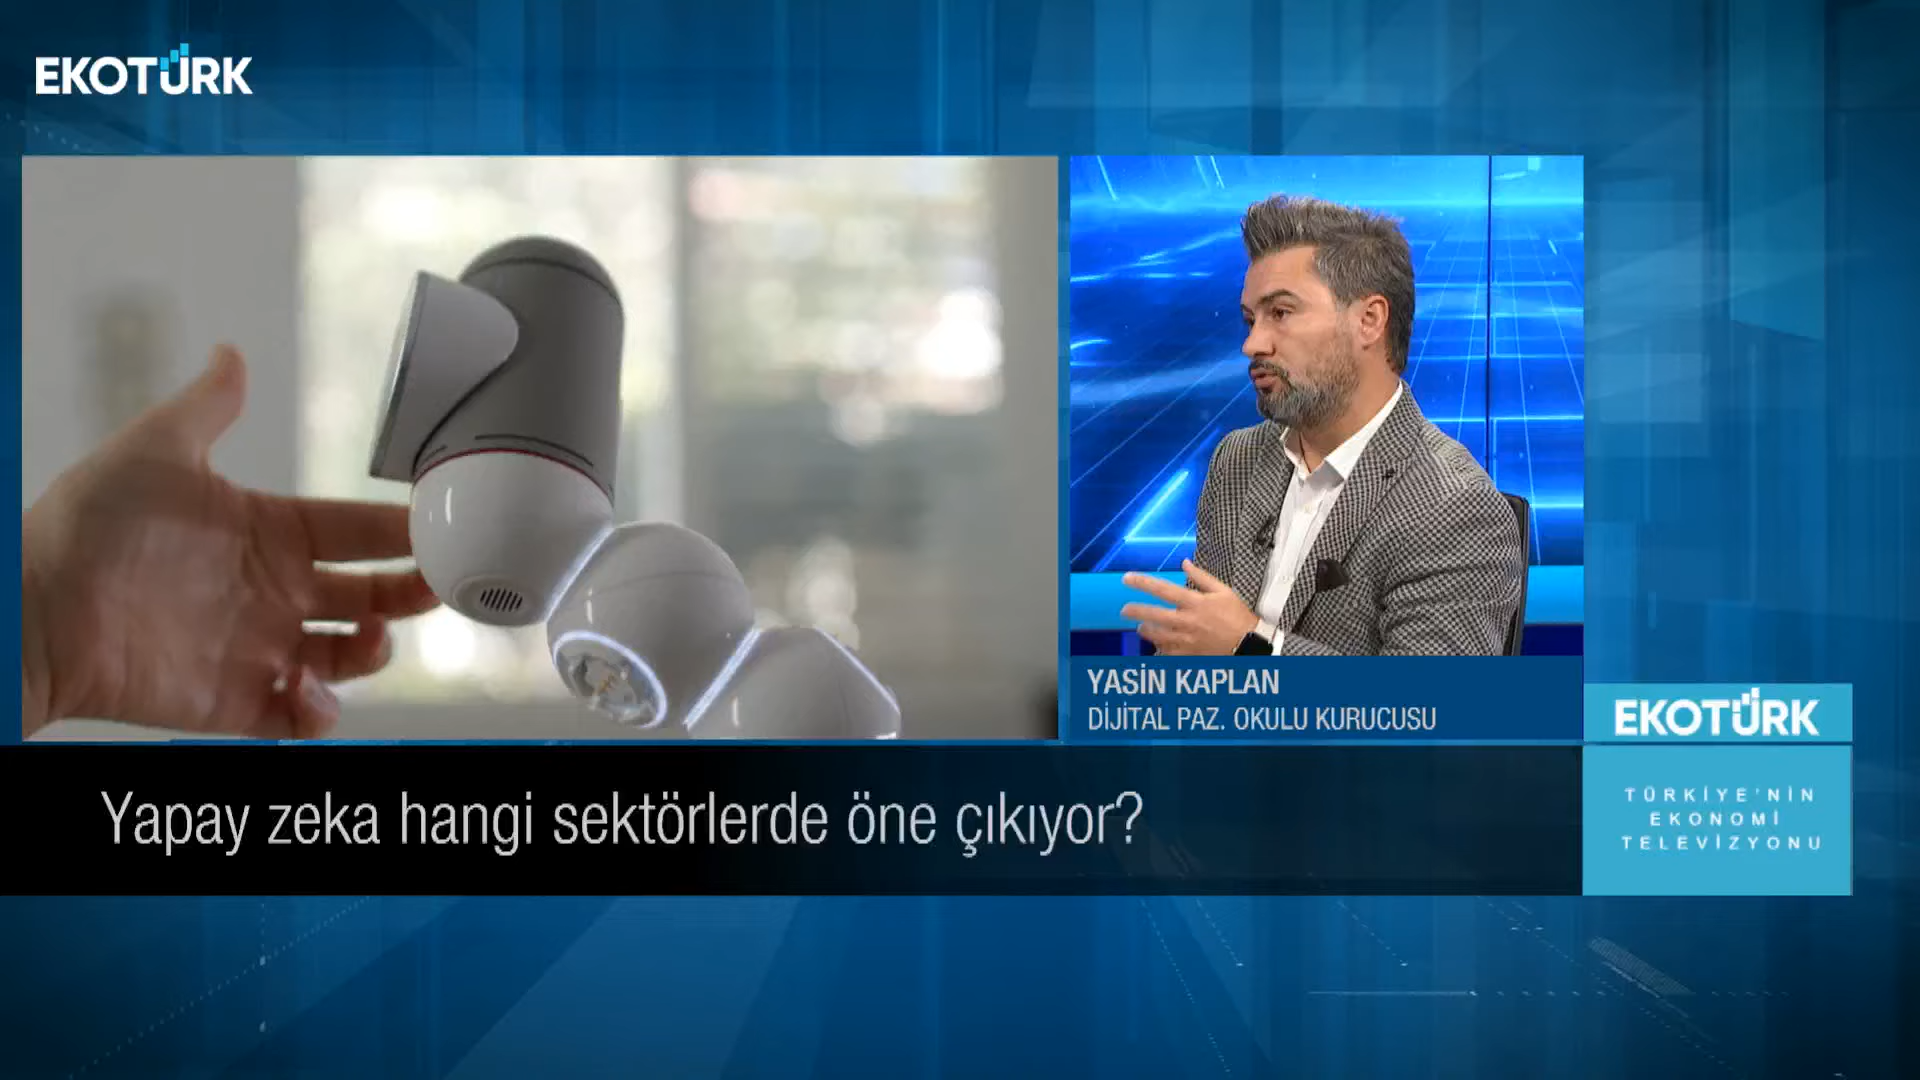 EKOTÜRK
YASİN KAPLAN
DİJİTAL PAZ. OKULU KURUCUSU
EKOTÜRK
Yapay zeka hangi sektörlerde öne çıkıyor?
TÜRKİYE'NİN
EKONOMİ
TELEVİZYONU